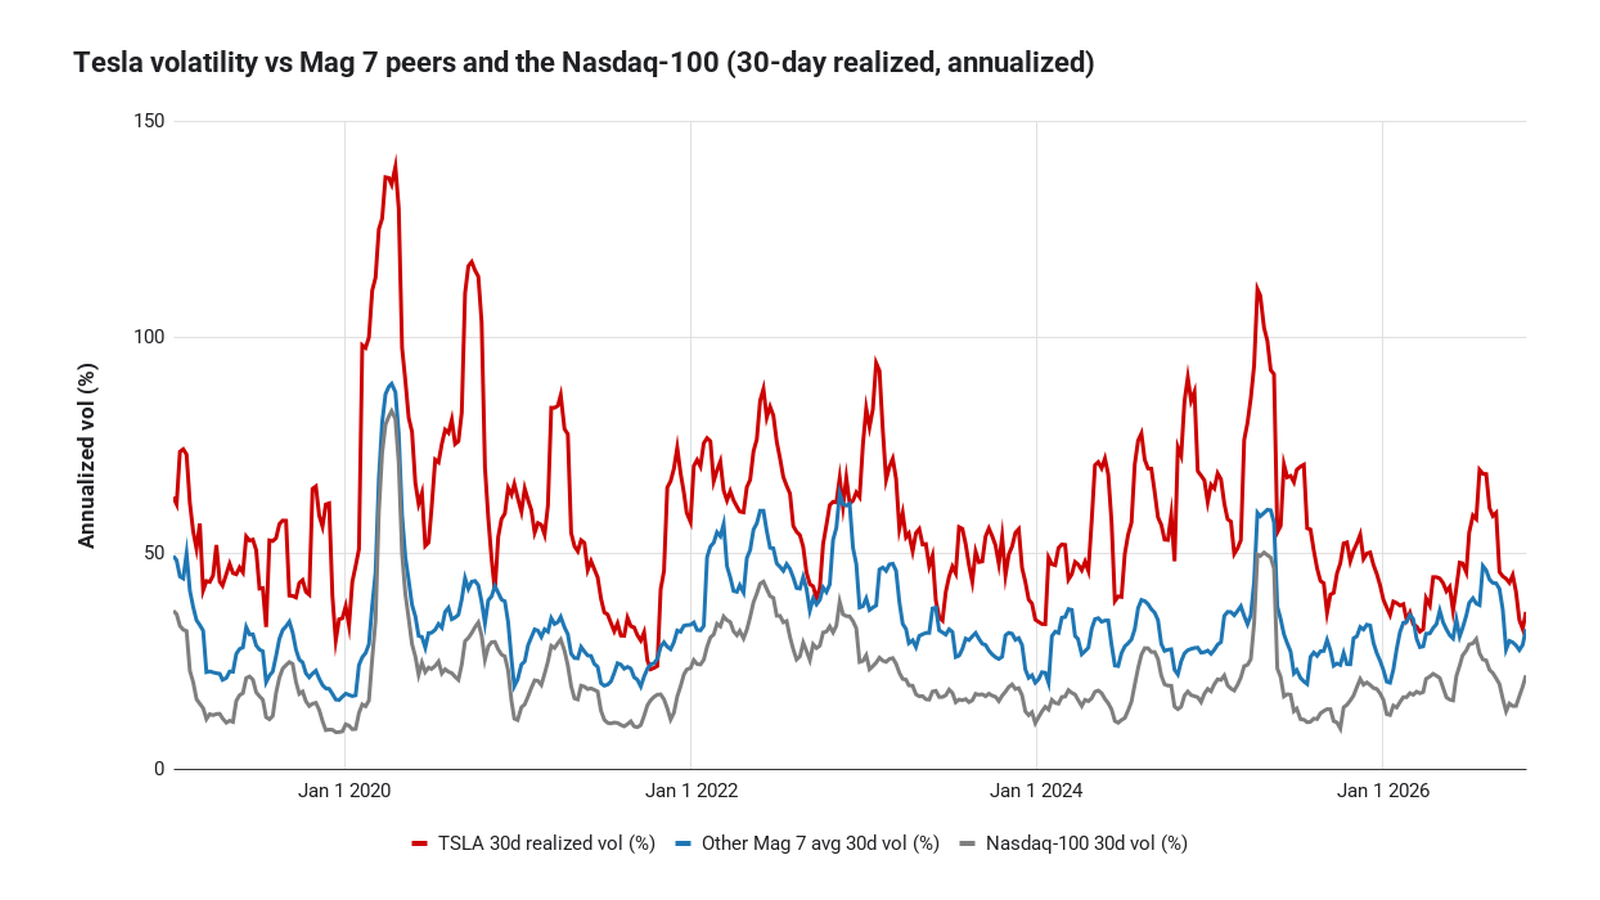 Tesla volatility vs Mag 7 peers and the Nasdaq-100 (30-day realized, annualized)
150
100
50
0
Annualized vol (%)
Jan 1 2020
Jan 1 2022
Jan 1 2024
Jan 1 2026
TSLA 30d realized vol (%)
Other Mag 7 avg 30d vol (%)
Nasdaq-100 30d vol (%)